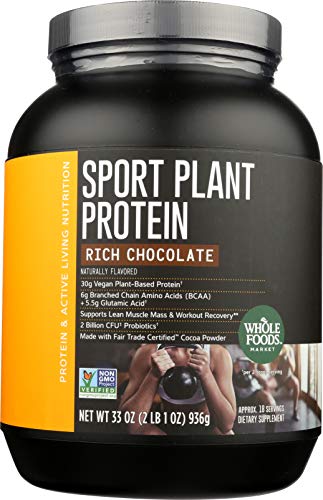 PROTEIN & ACTIVE LIVING NUTRITION
SPORT PLANT
PROTEIN
RICH CHOCOLATE
NATURALLY FLAVORED
30g Vegan Plant-Based Protein†
6g Branched Chain Amino Acids (BCAA)
+ 5.5g Glutamic Acid†
Supports Lean Muscle Mass & Workout Recovery**
2 Billion CFU† Probiotics†
Made with Fair Trade Certified™ Cocoa Powder
WHOLE
FOODS
MARKET
NON
GMO
Project
VERIFIED
nongmoproject.org
APPROX. 18 SERVINGS
DIETARY SUPPLEMENT
NET WT 33 OZ (2 LB 1 OZ) 936g